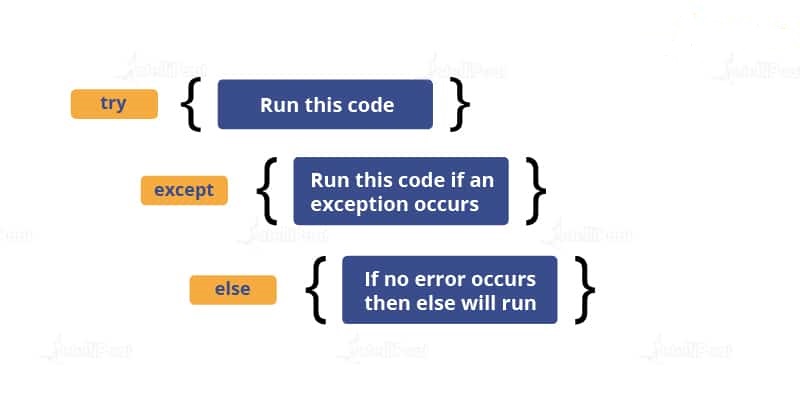 try { Run this code }
except { Run this code if an
exception occurs }
else { If no error occurs
then else will run }